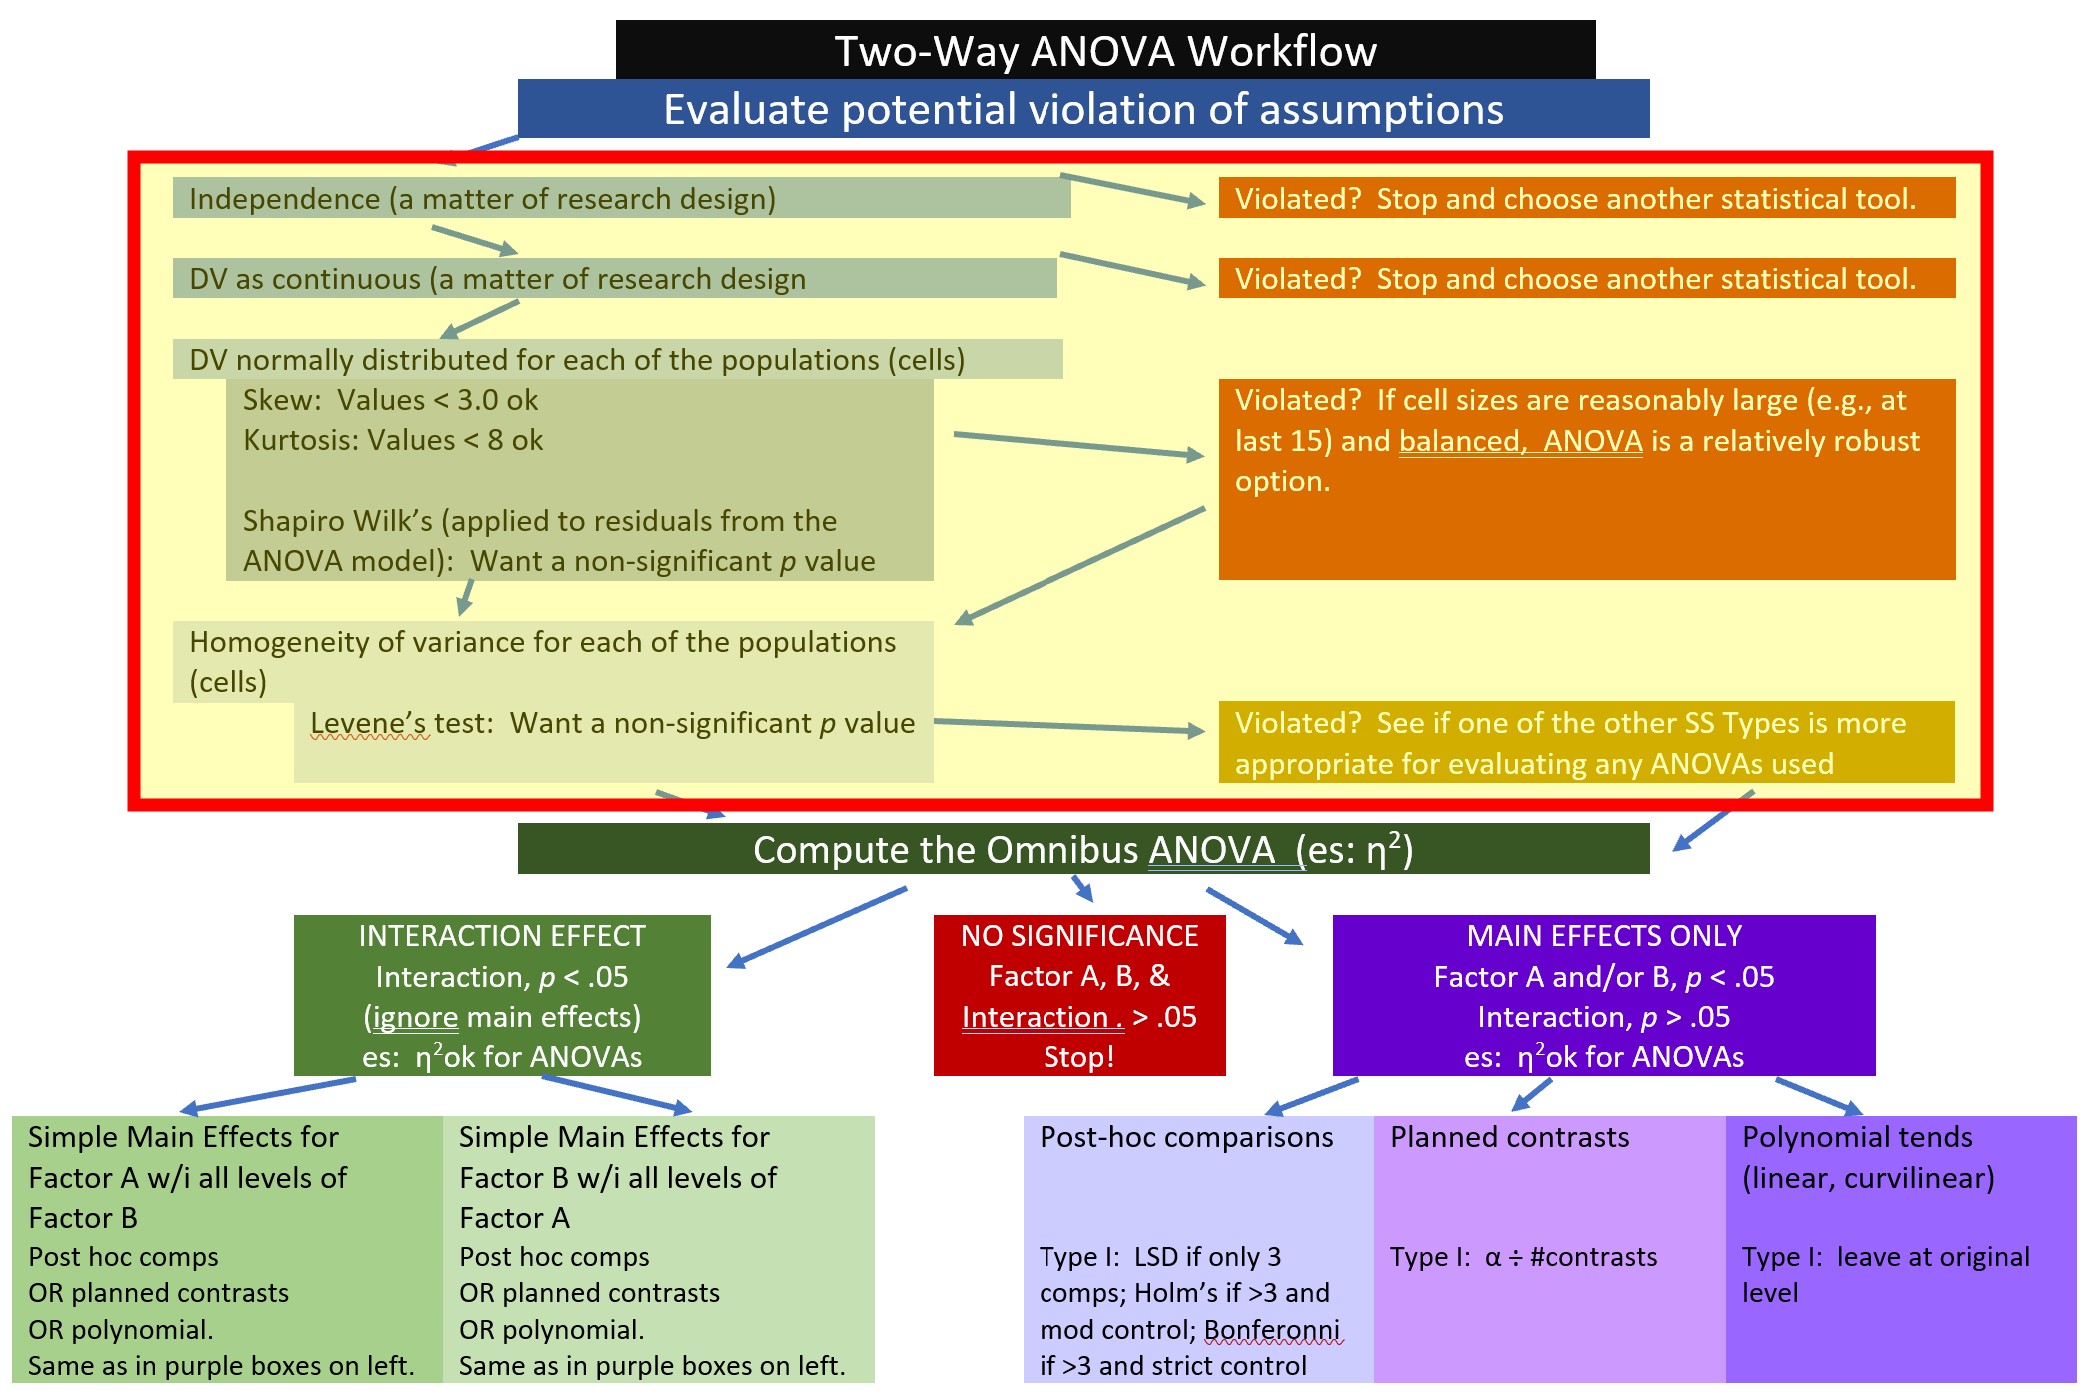 Two-Way ANOVA Workflow
Evaluate potential violation of assumptions
Independence (a matter of research design)
Violated?  Stop and choose another statistical tool.
DV as continuous (a matter of research design
Violated?  Stop and choose another statistical tool.
DV normally distributed for each of the populations (cells)
Skew:  Values < 3.0 ok
Kurtosis: Values < 8 ok
Shapiro Wilk’s (applied to residuals from the
ANOVA model):  Want a non-significant p value
Violated?  If cell sizes are reasonably large (e.g., at
last 15) and balanced,  ANOVA is a relatively robust
option.
Homogeneity of variance for each of the populations
(cells)
Levene’s test:  Want a non-significant p value
Violated?  See if one of the other SS Types is more
appropriate for evaluating any ANOVAs used
Compute the Omnibus ANOVA  (es: η²)
INTERACTION EFFECT
Interaction, p < .05
(ignore main effects)
es:  η²ok for ANOVAs
NO SIGNIFICANCE
Factor A, B, &
Interaction . > .05
Stop!
MAIN EFFECTS ONLY
Factor A and/or B, p < .05
Interaction, p > .05
es:  η²ok for ANOVAs
Simple Main Effects for
Factor A w/i all levels of
Factor B
Post hoc comps
OR planned contrasts
OR polynomial.
Same as in purple boxes on left.
Simple Main Effects for
Factor B w/i all levels of
Factor A
Post hoc comps
OR planned contrasts
OR polynomial.
Same as in purple boxes on left.
Post-hoc comparisons
Type I:  LSD if only 3
comps; Holm’s if >3 and
mod control; Bonferonni
if >3 and strict control
Planned contrasts
Type I:  α ÷ #contrasts
Polynomial tends
(linear, curvilinear)
Type I:  leave at original
level